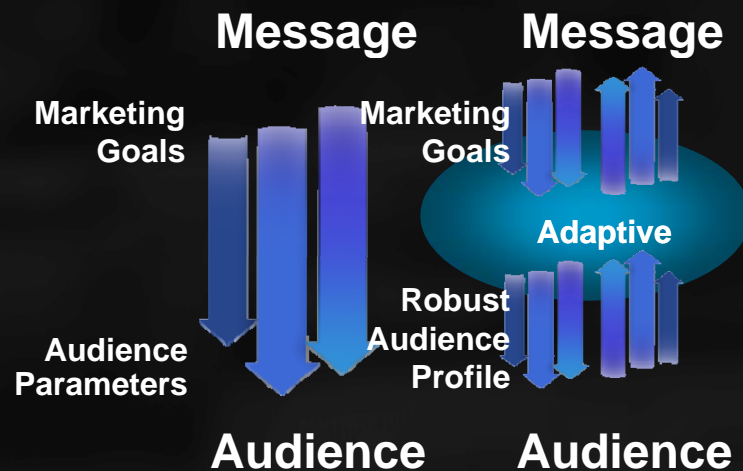 Message
Marketing
Goals
Audience
Parameters
Audience
Message
Marketing
Goals
Adaptive
Robust
Audience
Profile
Audience